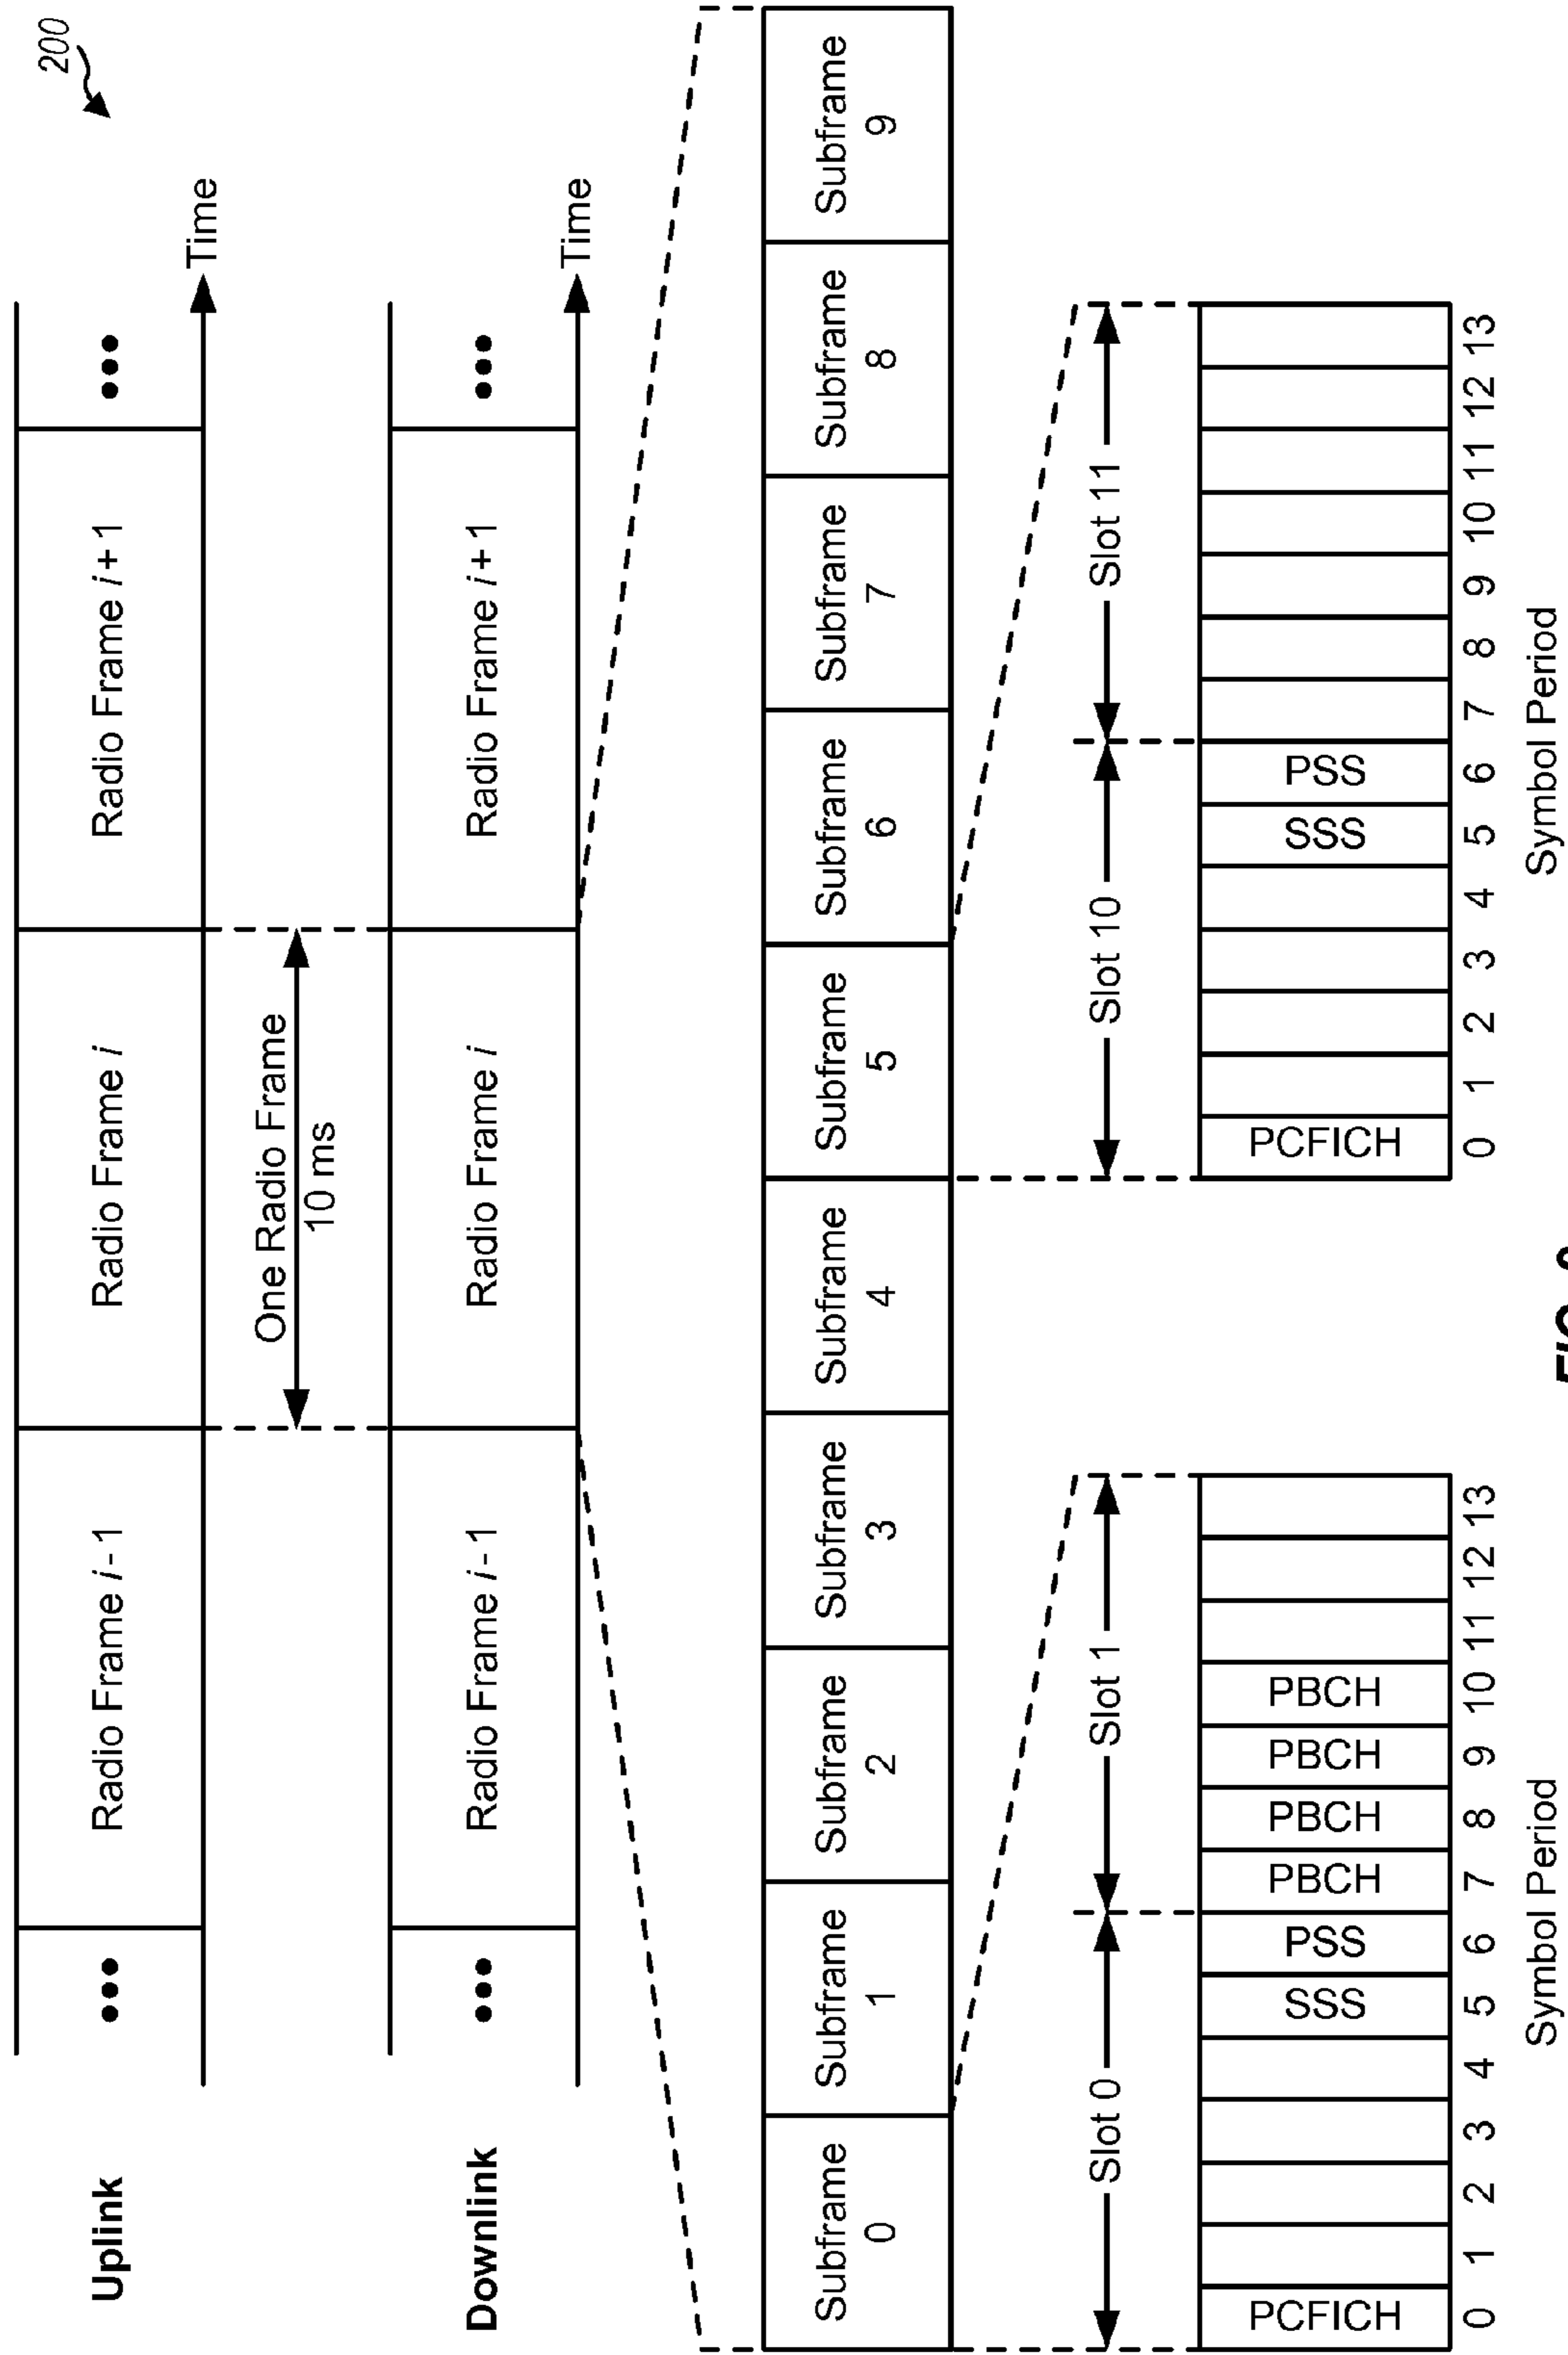 200
Uplink
••• Radio Frame i-1 Radio Frame i Radio Frame i+1 •••
Time
One Radio Frame
10 ms
Downlink
••• Radio Frame i-1 Radio Frame i Radio Frame i+1 •••
Time
Subframe 0
Subframe 1
Subframe 2
Subframe 3
Subframe 4
Subframe 5
Subframe 6
Subframe 7
Subframe 8
Subframe 9
Slot 0 Slot 1
PCFICH SSS PSS PBCH PBCH PBCH PBCH
0 1 2 3 4 5 6 7 8 9 10 11 12 13
Symbol Period
Slot 10 Slot 11
PCFICH SSS PSS
0 1 2 3 4 5 6 7 8 9 10 11 12 13
Symbol Period
FIG.